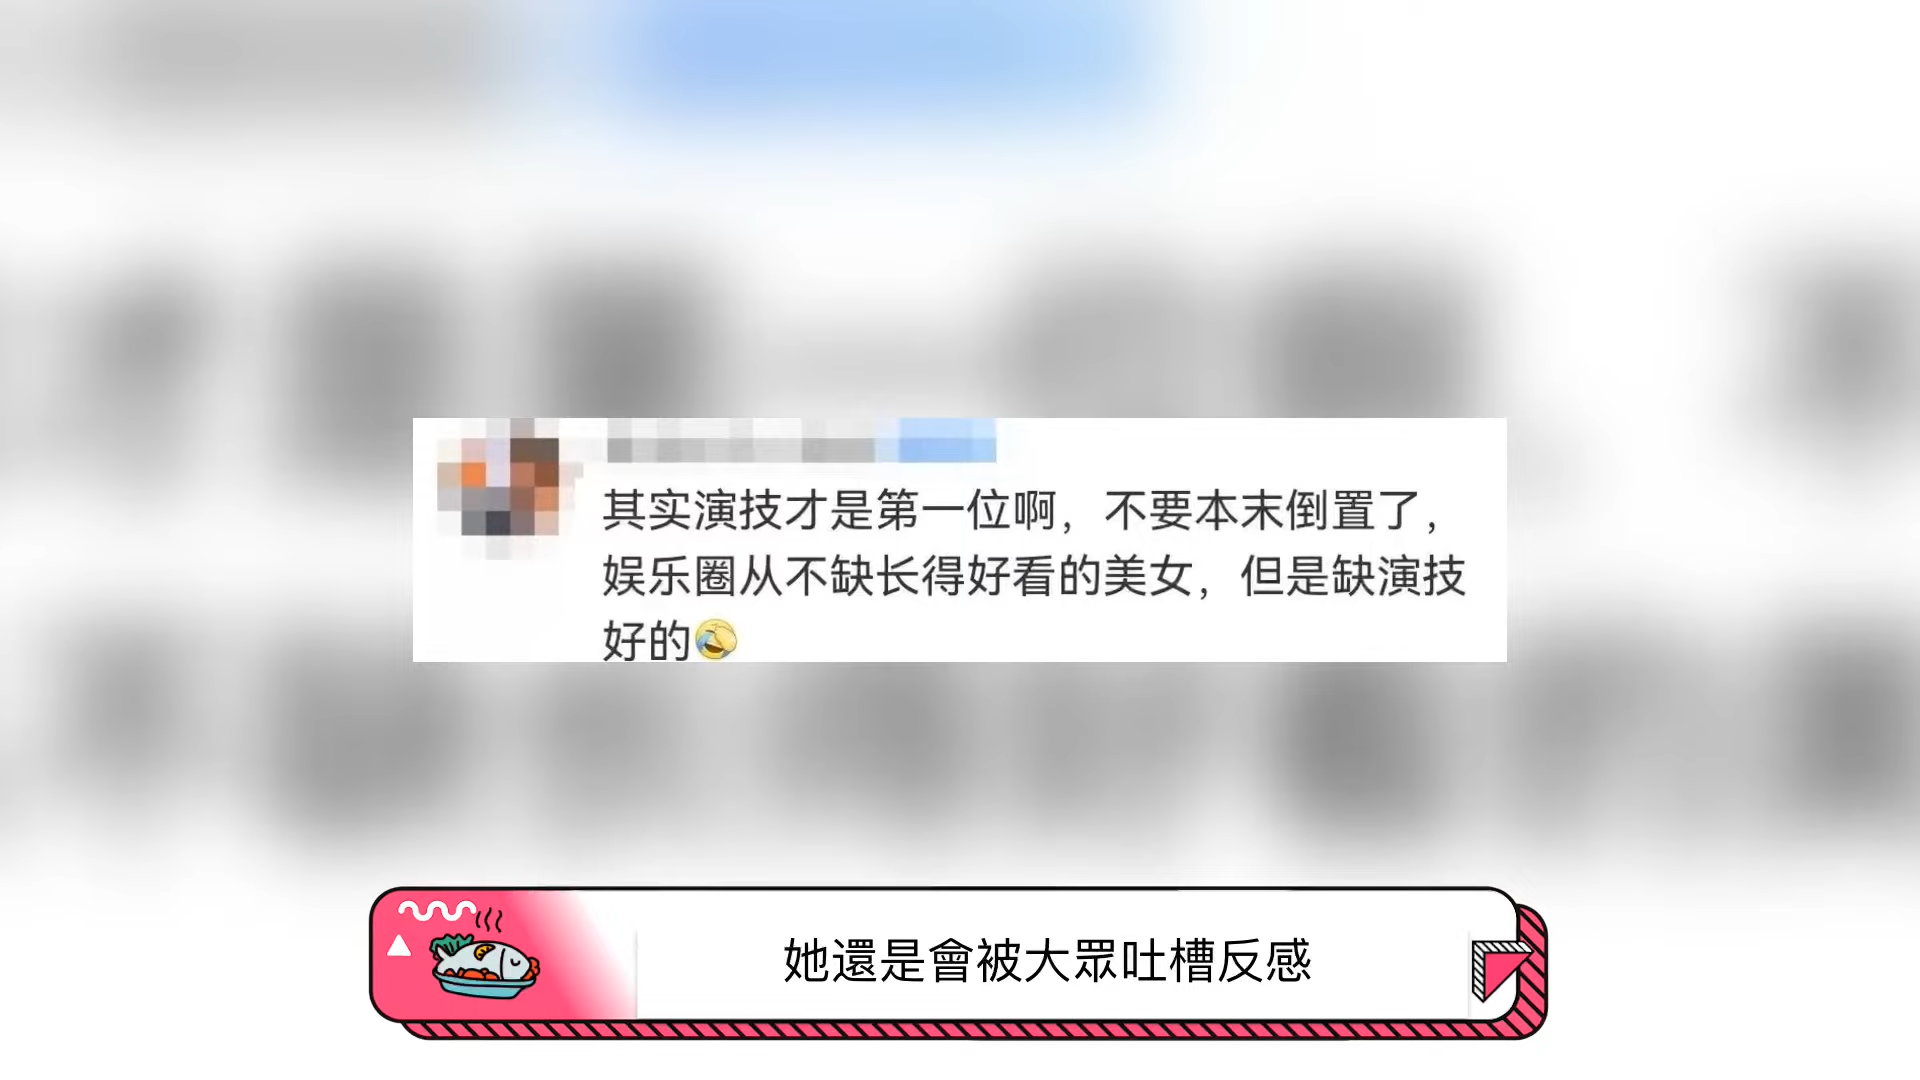 其实演技才是第一位啊，不要本末倒置了，
娱乐圈从不缺长得好看的美女，但是缺演技
好的🤣
她還是會被大眾吐槽反感